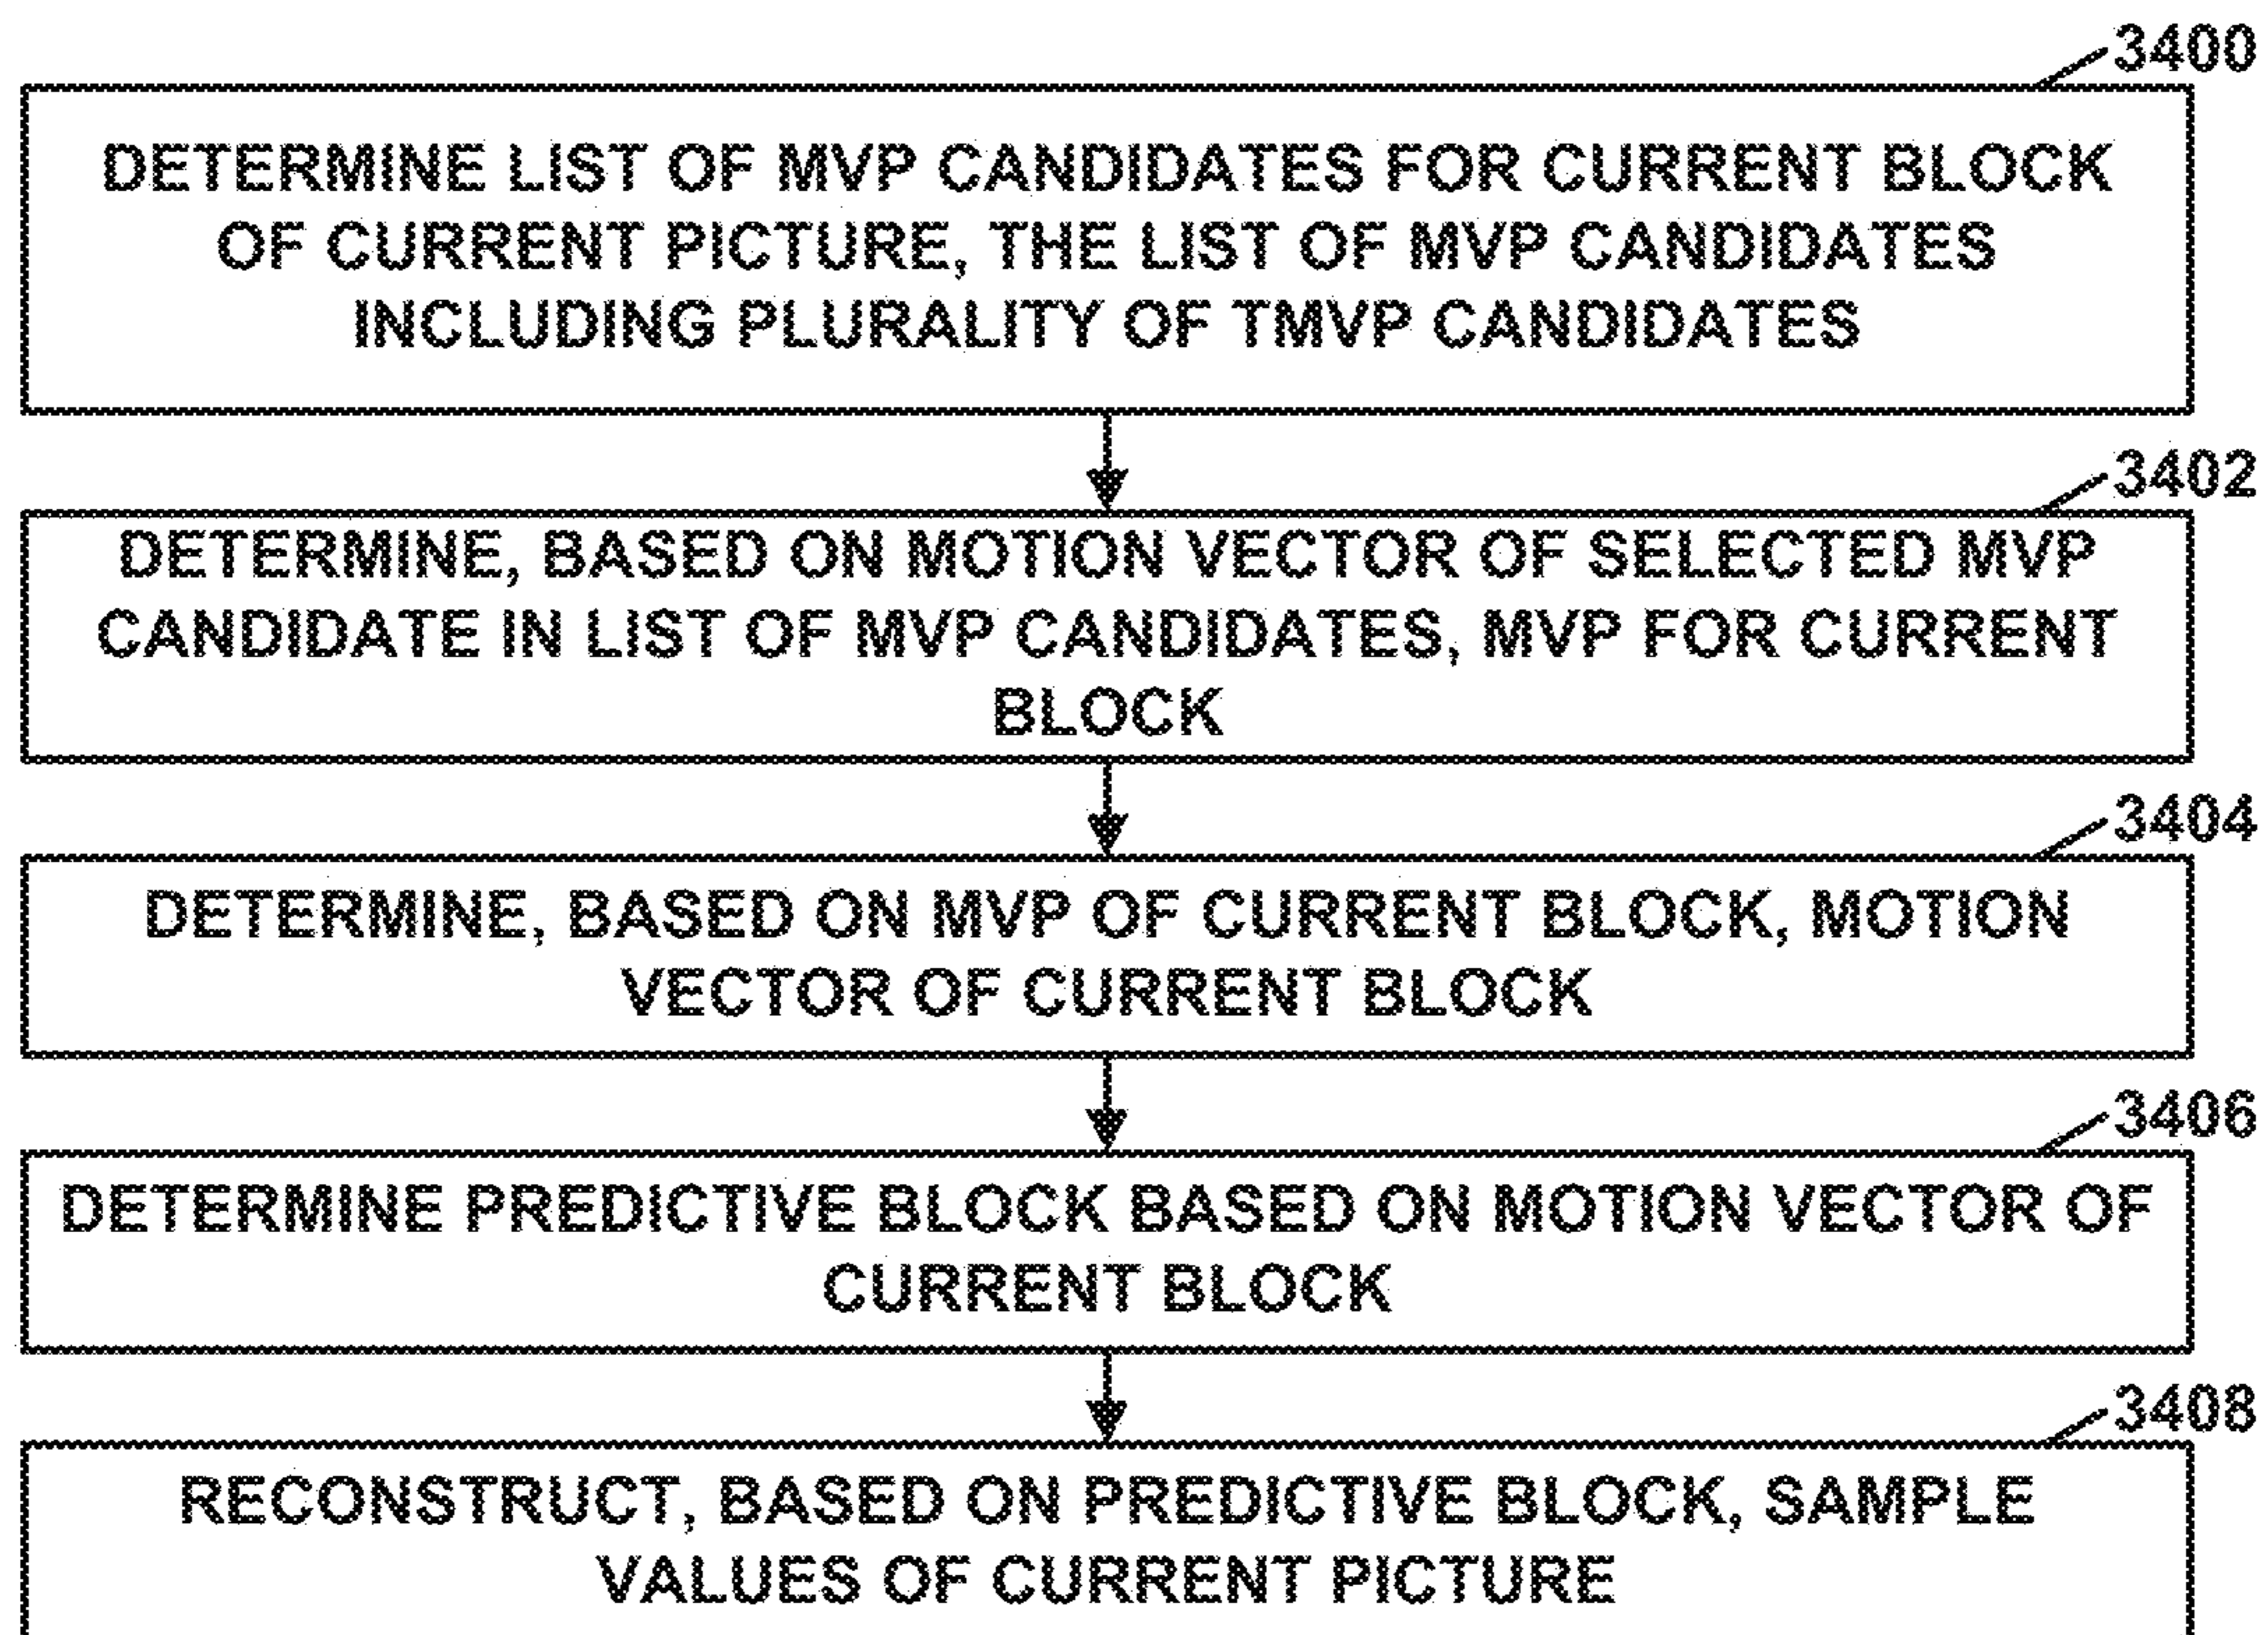 3400
DETERMINE LIST OF MVP CANDIDATES FOR CURRENT BLOCK
OF CURRENT PICTURE, THE LIST OF MVP CANDIDATES
INCLUDING PLURALITY OF TMVP CANDIDATES
3402
DETERMINE, BASED ON MOTION VECTOR OF SELECTED MVP
CANDIDATE IN LIST OF MVP CANDIDATES, MVP FOR CURRENT
BLOCK
3404
DETERMINE, BASED ON MVP OF CURRENT BLOCK, MOTION
VECTOR OF CURRENT BLOCK
3406
DETERMINE PREDICTIVE BLOCK BASED ON MOTION VECTOR OF
CURRENT BLOCK
3408
RECONSTRUCT, BASED ON PREDICTIVE BLOCK, SAMPLE
VALUES OF CURRENT PICTURE